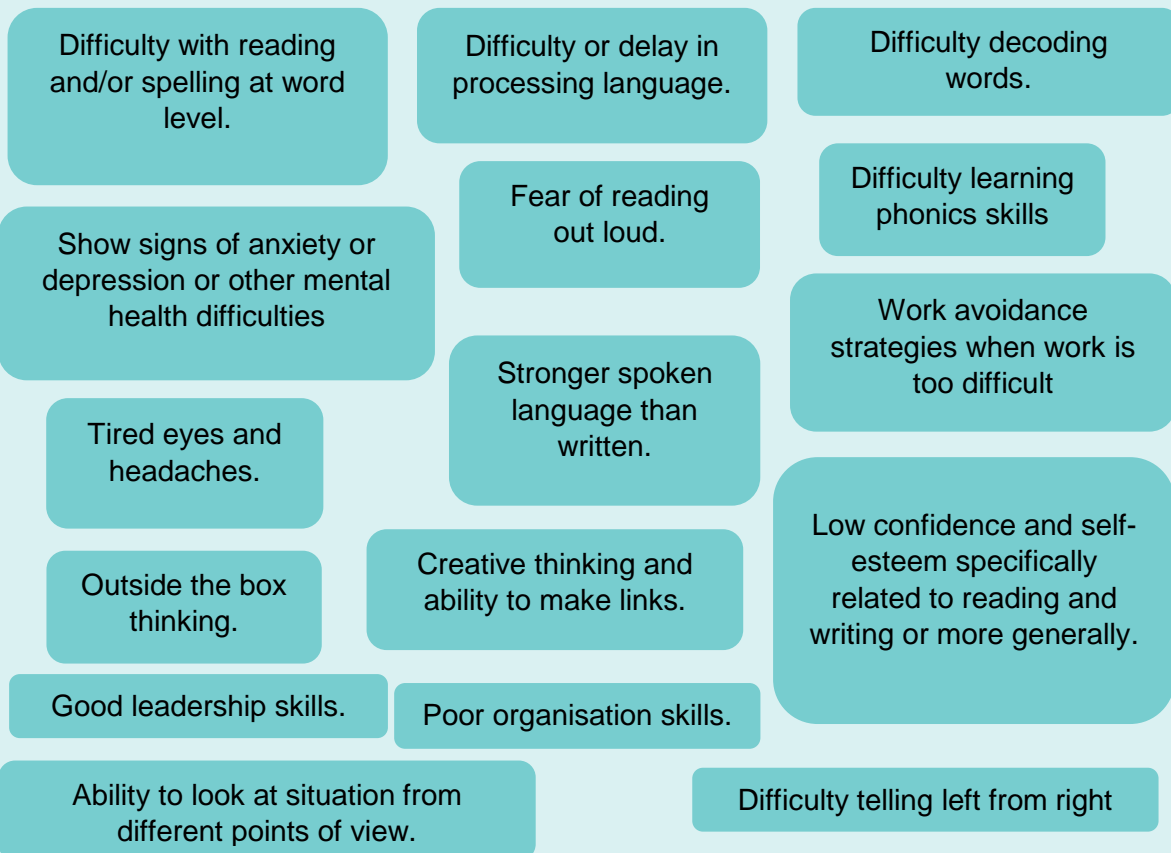 Difficulty with reading
and/or spelling at word
level.
Difficulty or delay in
processing language.
Difficulty decoding
words.
Fear of reading
out loud.
Difficulty learning
phonics skills
Show signs of anxiety or
depression or other mental
health difficulties
Work avoidance
strategies when work is
too difficult
Stronger spoken
language than
written.
Tired eyes and
headaches.
Low confidence and self-
esteem specifically
related to reading and
writing or more generally.
Creative thinking and
ability to make links.
Outside the box
thinking.
Good leadership skills.
Poor organisation skills.
Ability to look at situation from
different points of view.
Difficulty telling left from right